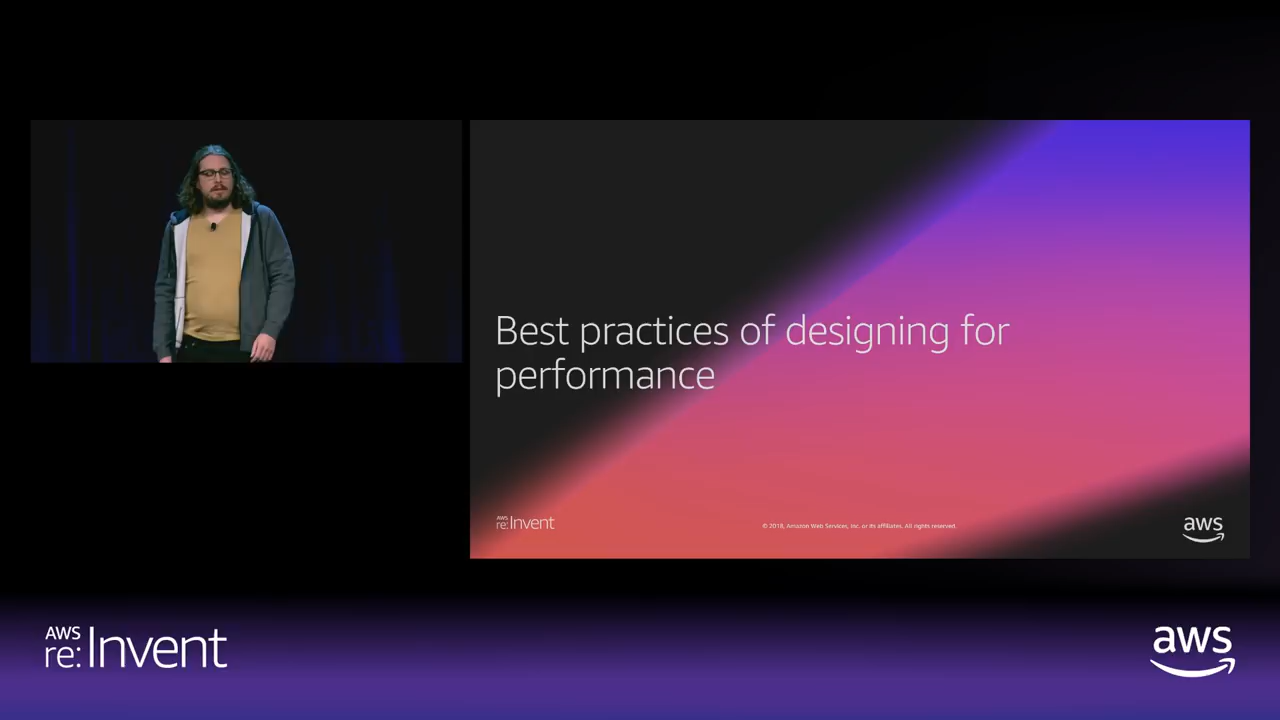 Best practices of designing for
performance
AWS
re:Invent
© 2018, Amazon Web Services, Inc. or its affiliates. All rights reserved.
aws
AWS
re:Invent
aws